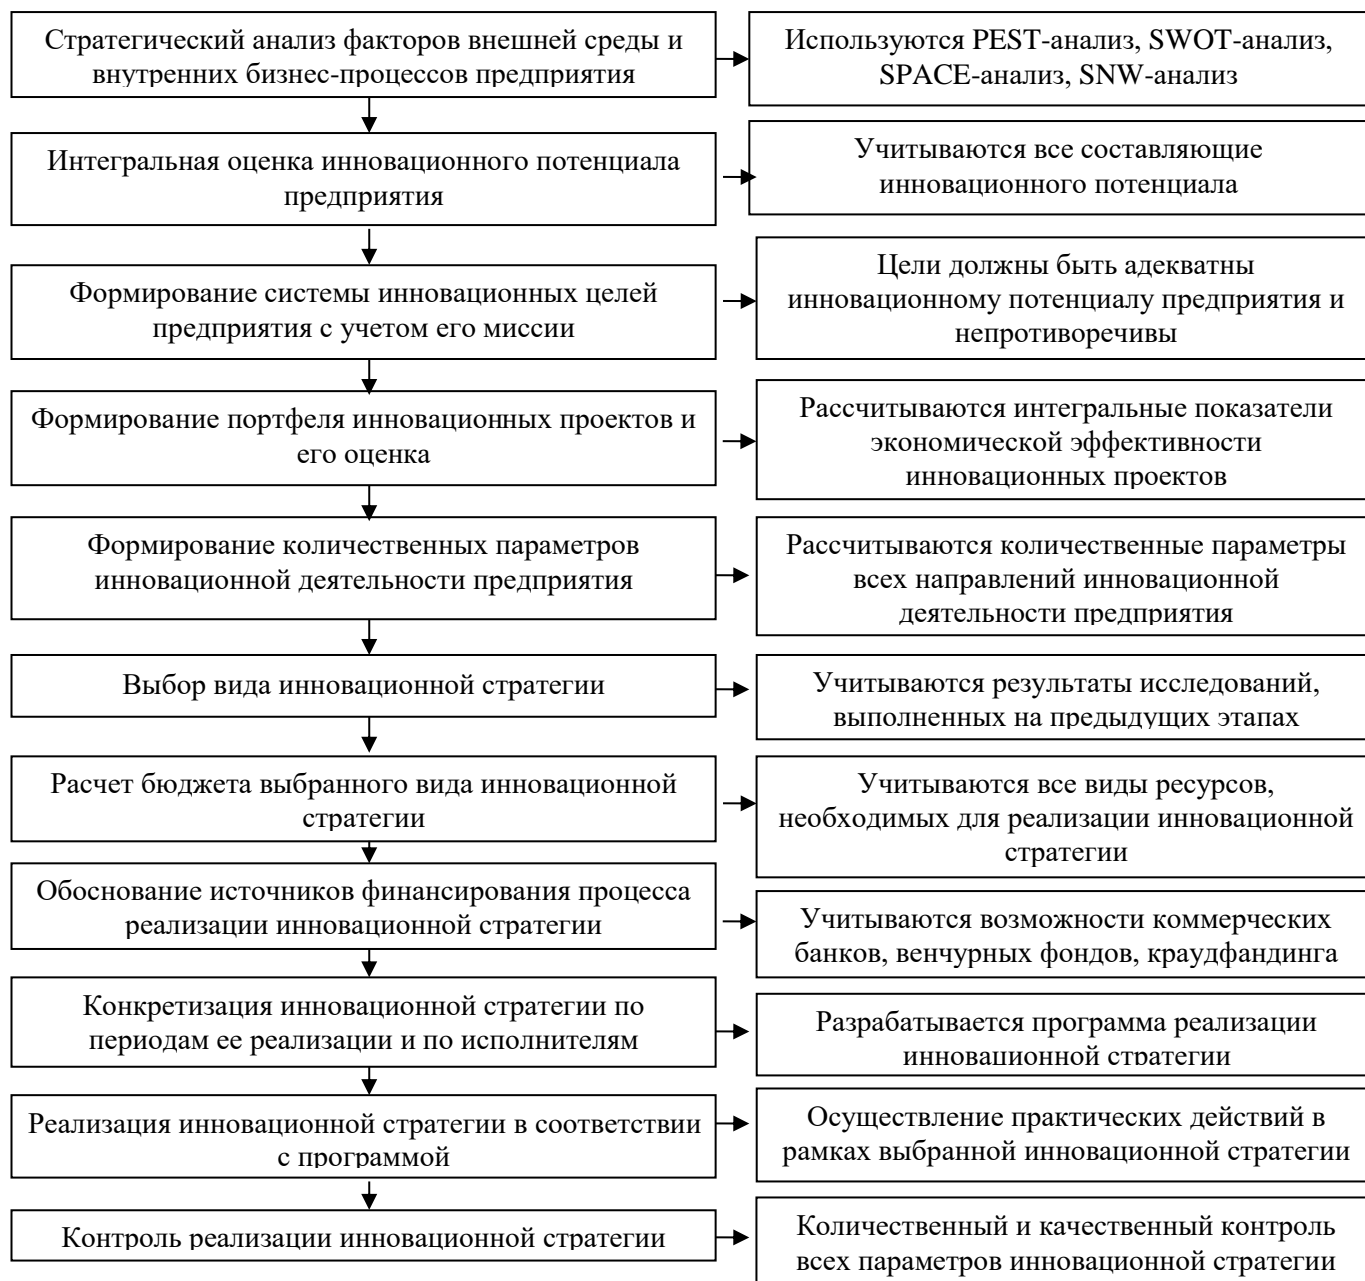 Стратегический анализ факторов внешней среды и
внутренних бизнес-процессов предприятия
Используются PEST-анализ, SWOT-анализ,
SPACE-анализ, SNW-анализ
Интегральная оценка инновационного потенциала
предприятия
Учитываются все составляющие
инновационного потенциала
Формирование системы инновационных целей
предприятия с учетом его миссии
Цели должны быть адекватны
инновационному потенциалу предприятия и
непротиворечивы
Формирование портфеля инновационных проектов и
его оценка
Рассчитываются интегральные показатели
экономической эффективности
инновационных проектов
Формирование количественных параметров
инновационной деятельности предприятия
Рассчитываются количественные параметры
всех направлений инновационной
деятельности предприятия
Выбор вида инновационной стратегии
Учитываются результаты исследований,
выполненных на предыдущих этапах
Расчет бюджета выбранного вида инновационной
стратегии
Учитываются все виды ресурсов,
необходимых для реализации инновационной
стратегии
Обоснование источников финансирования процесса
реализации инновационной стратегии
Учитываются возможности коммерческих
банков, венчурных фондов, краудфандинга
Конкретизация инновационной стратегии по
периодам ее реализации и по исполнителям
Разрабатывается программа реализации
инновационной стратегии
Реализация инновационной стратегии в соответствии
с программой
Осуществление практических действий в
рамках выбранной инновационной стратегии
Контроль реализации инновационной стратегии
Количественный и качественный контроль
всех параметров инновационной стратегии